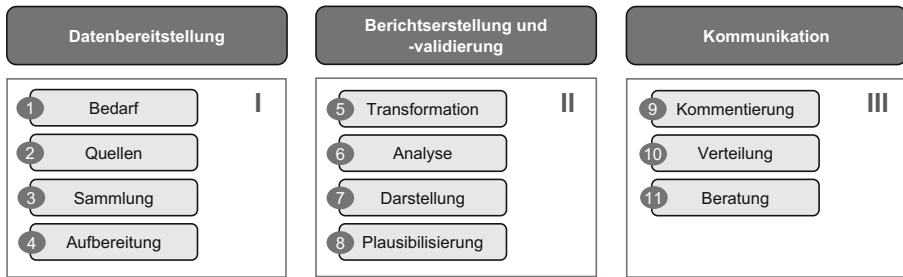 Datenbereitstellung
Berichtserstellung und
-validierung
Kommunikation
I
1 Bedarf
2 Quellen
3 Sammlung
4 Aufbereitung
II
5 Transformation
6 Analyse
7 Darstellung
8 Plausibilisierung
III
9 Kommentierung
10 Verteilung
11 Beratung